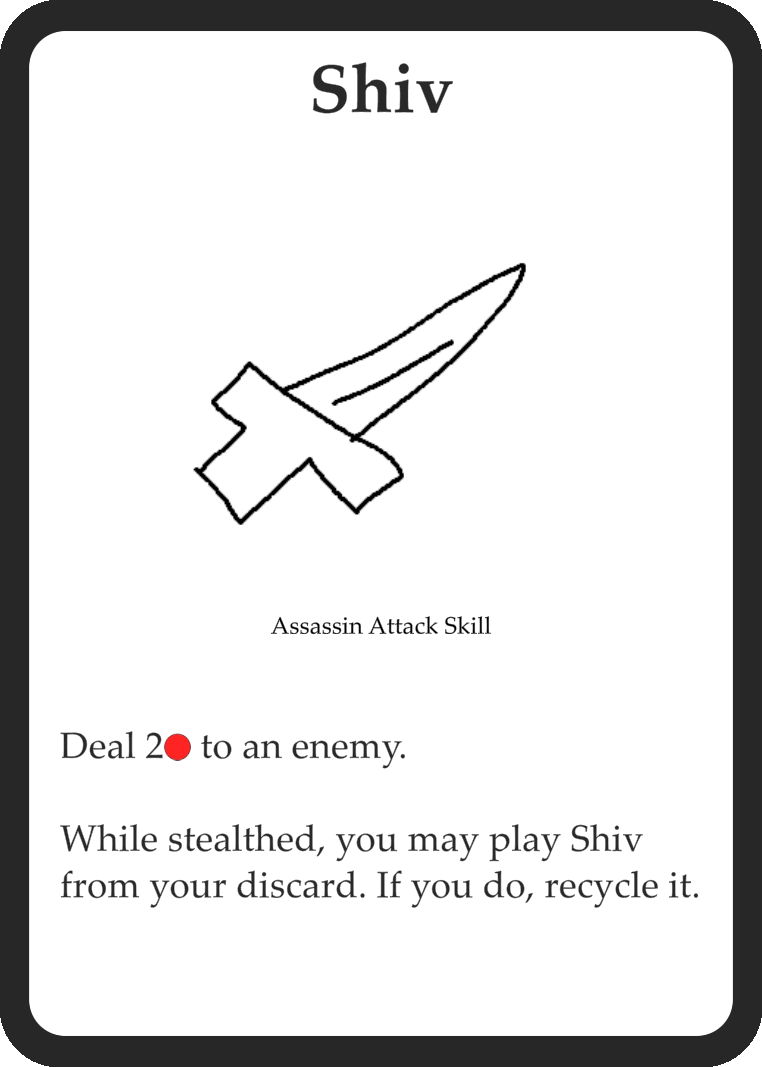 Shiv
Assassin Attack Skill
Deal 2 to an enemy.
While stealthed, you may play Shiv
from your discard. If you do, recycle it.